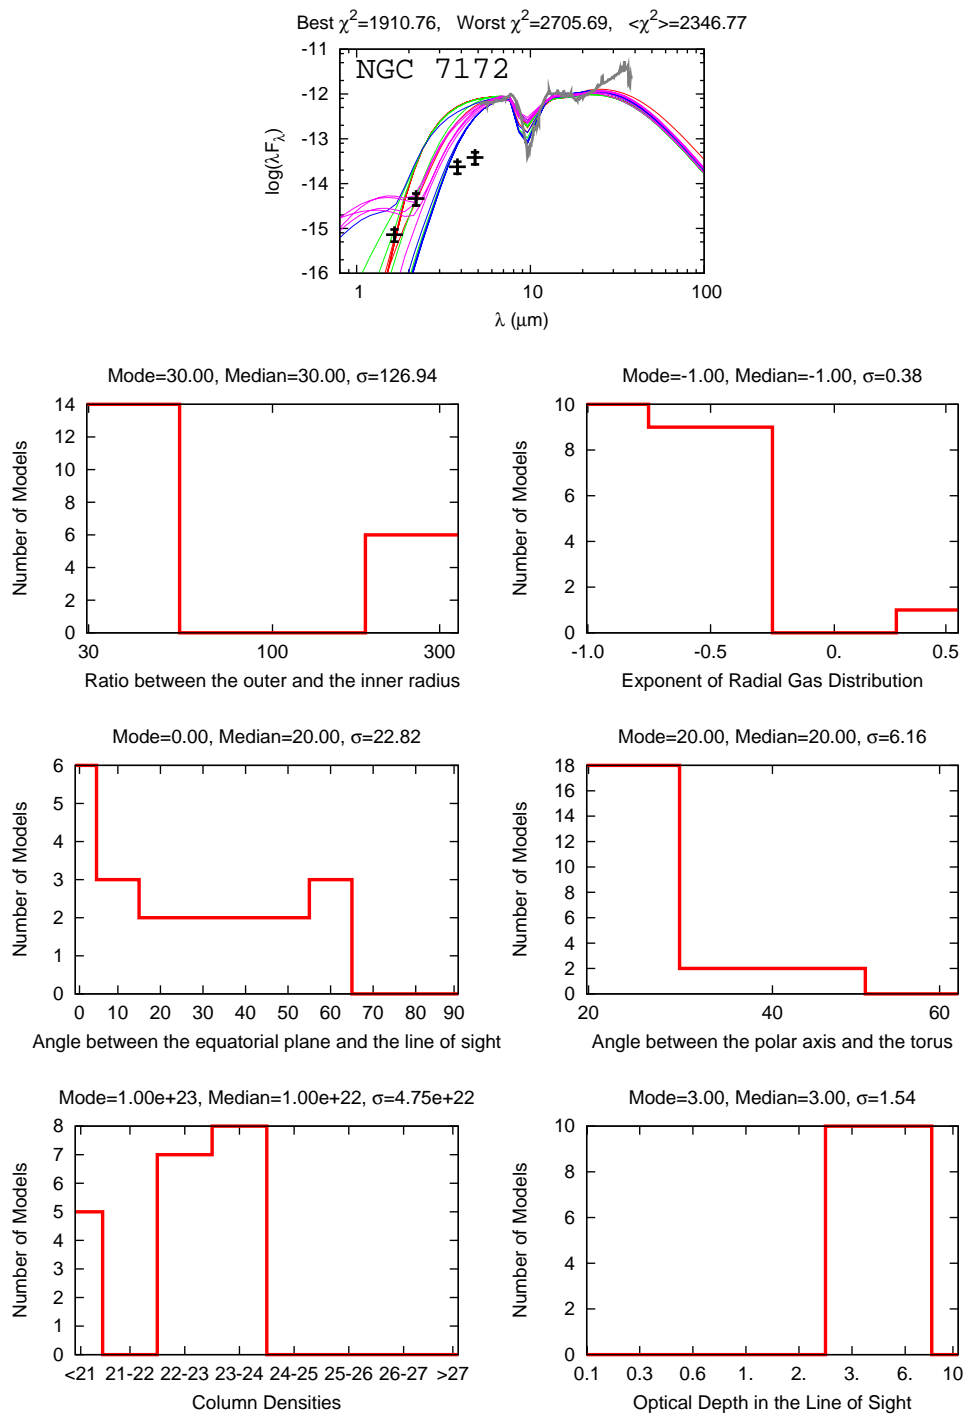 Best χ²=1910.76, Worst χ²=2705.69, <χ²>=2346.77
-11
-12
-13
-14
-15
-16
log(λFλ)
NGC 7172
1 10 100
λ (μm)
Mode=30.00, Median=30.00, σ=126.94
14
12
10
8
6
4
2
0
Number of Models
30 100 300
Ratio between the outer and the inner radius
Mode=-1.00, Median=-1.00, σ=0.38
10
8
6
4
2
0
Number of Models
-1.0 -0.5 0. 0.5
Exponent of Radial Gas Distribution
Mode=0.00, Median=20.00, σ=22.82
6
5
4
3
2
1
0
Number of Models
0 10 20 30 40 50 60 70 80 90
Angle between the equatorial plane and the line of sight
Mode=20.00, Median=20.00, σ=6.16
18
16
14
12
10
8
6
4
2
0
Number of Models
20 40 60
Angle between the polar axis and the torus
Mode=1.00e+23, Median=1.00e+22, σ=4.75e+22
8
7
6
5
4
3
2
1
0
Number of Models
<21 21-22 22-23 23-24 24-25 25-26 26-27 >27
Column Densities
Mode=3.00, Median=3.00, σ=1.54
10
8
6
4
2
0
Number of Models
0.1 0.3 0.6 1. 2. 3. 6. 10
Optical Depth in the Line of Sight